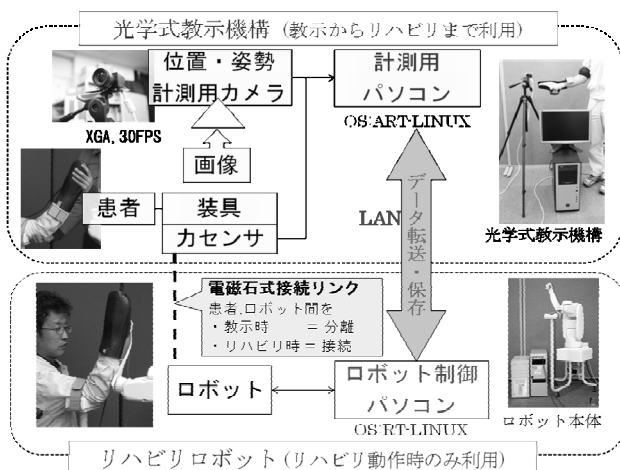 光学式教示機構 (教示からリハビリまで利用)
位置・姿勢
計測用カメラ
計測用
パソコン
OS:ART-LINUX
XGA, 30FPS
画像
患者
装具
力センサ
LAN
データ転送・保存
光学式教示機構
電磁石式接続リンク
患者,ロボット間を
・教示時 = 分離
・リハビリ時 = 接続
ロボット
ロボット制御
パソコン
OS:RT-LINUX
ロボット本体
リハビリロボット (リハビリ動作時のみ利用)